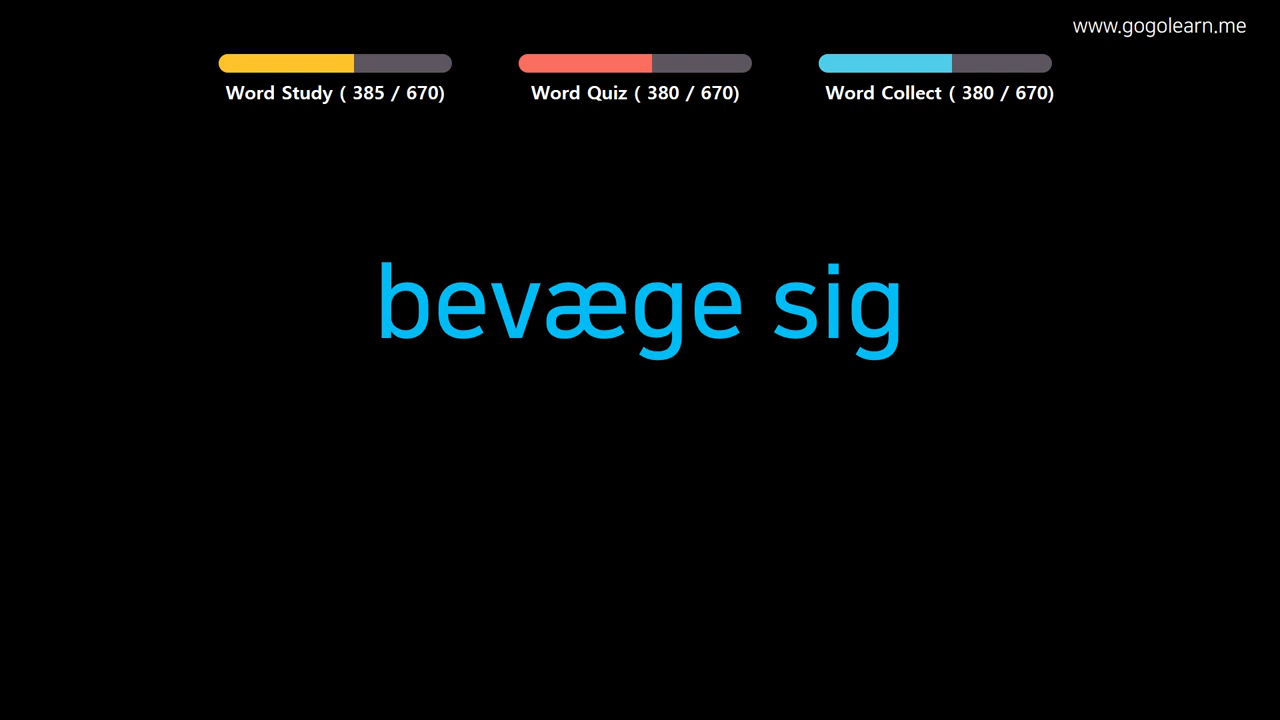 www.gogolearn.me
Word Study ( 385 / 670)
Word Quiz ( 380 / 670)
Word Collect ( 380 / 670)
bevæge sig